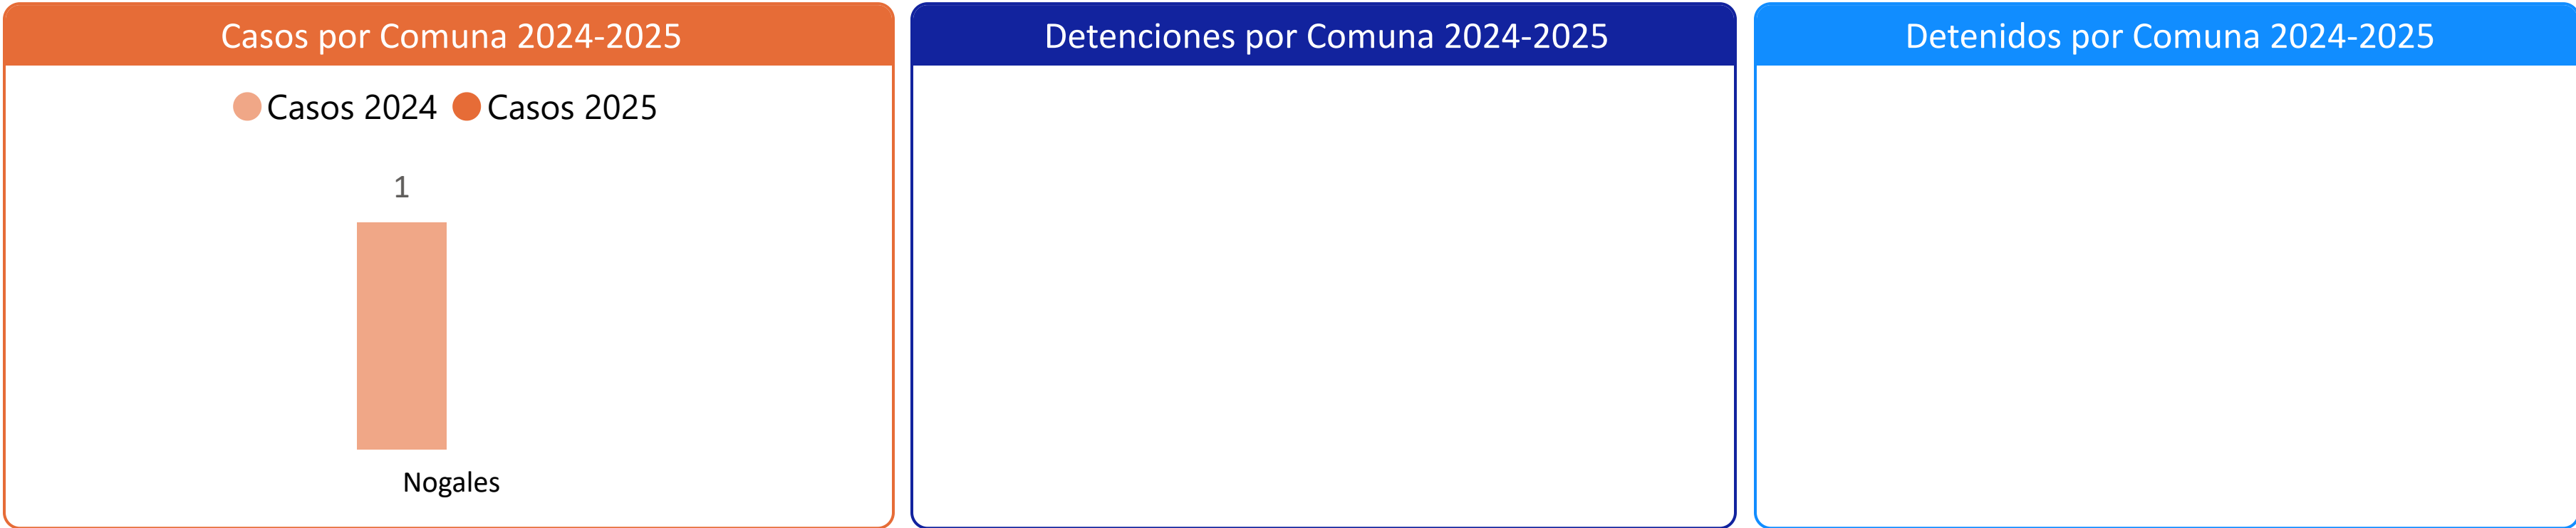 Casos por Comuna 2024-2025
Casos 2024 Casos 2025
1
Nogales
Detenciones por Comuna 2024-2025
Detenidos por Comuna 2024-2025